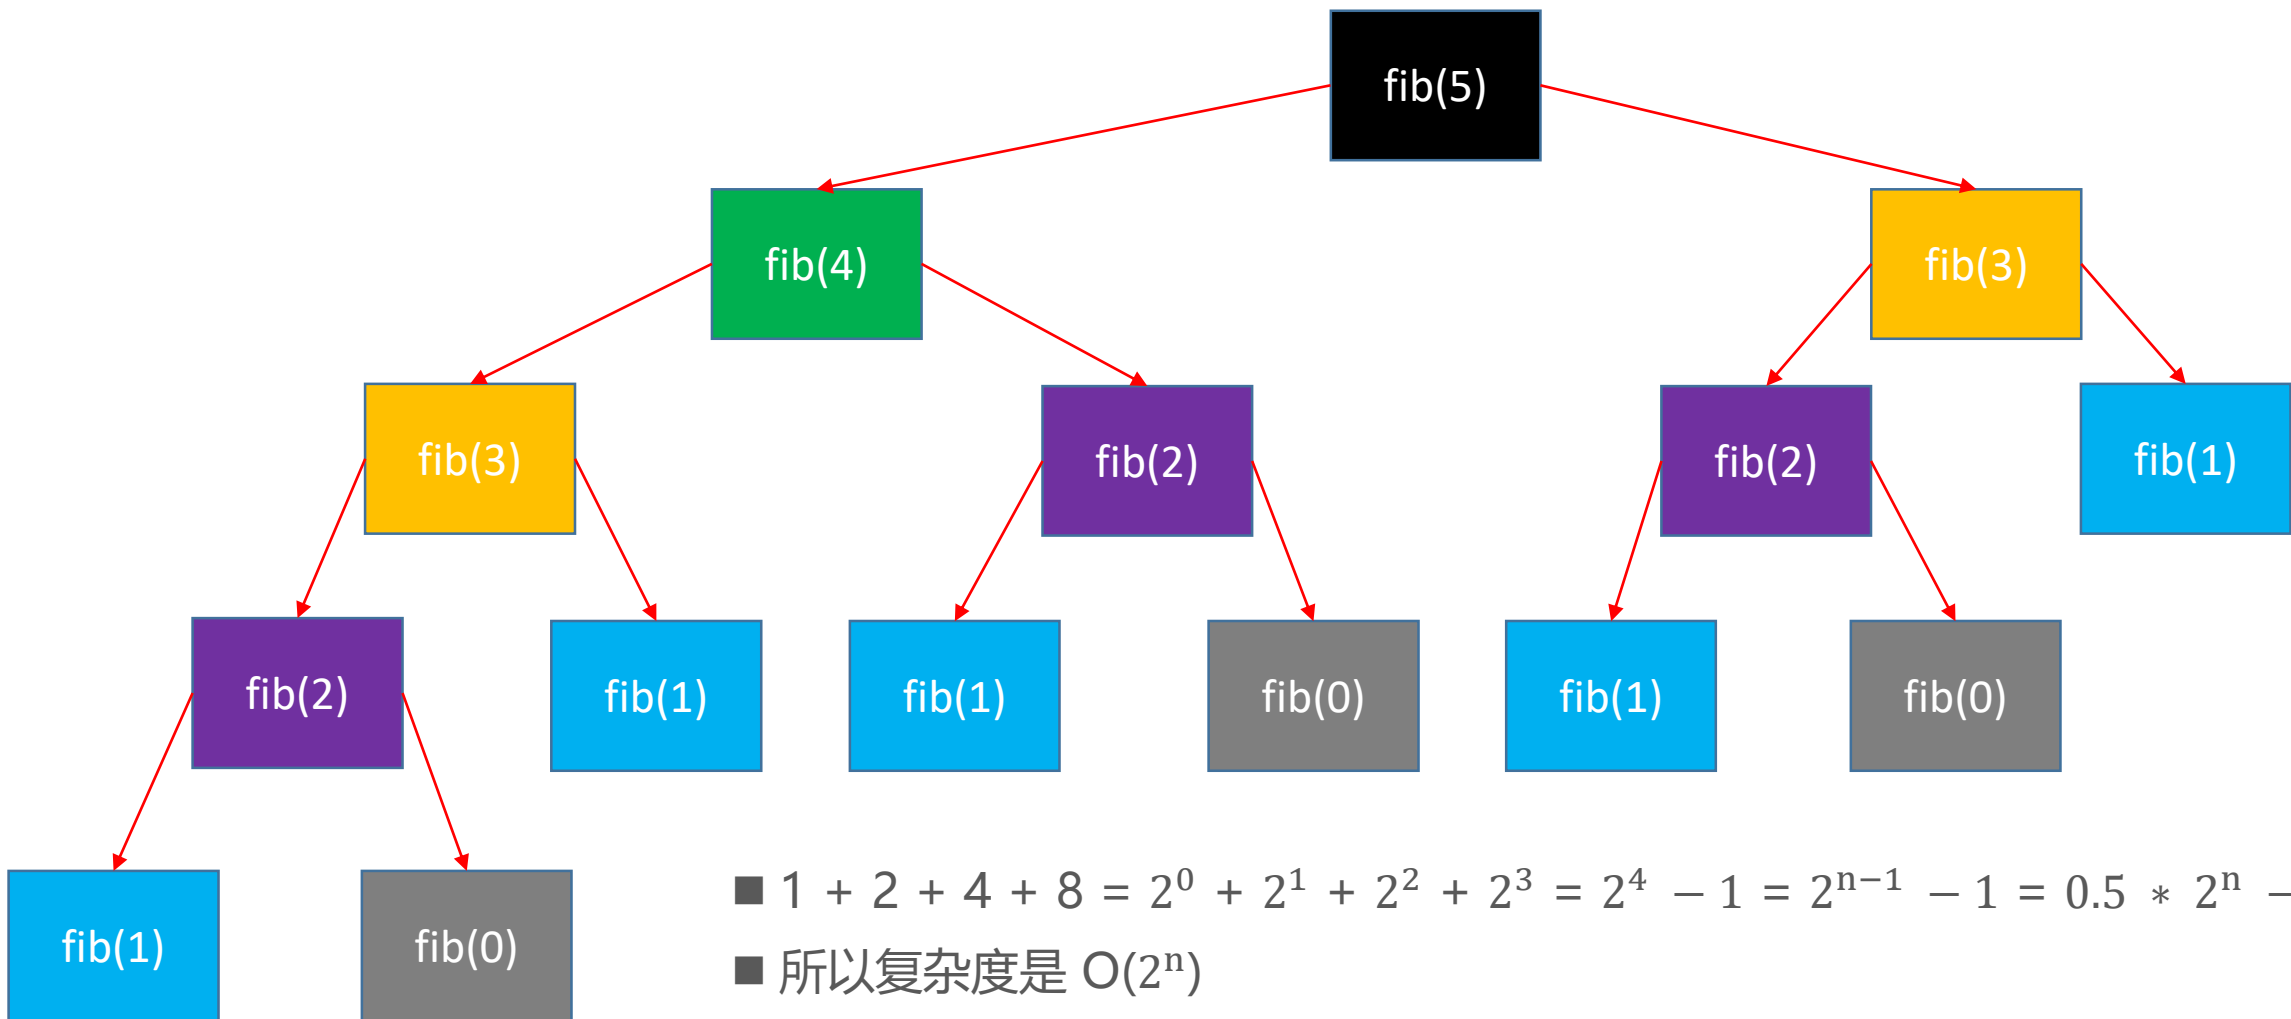 fib(5)
fib(4)
fib(3)
fib(3)
fib(2)
fib(2)
fib(1)
fib(2)
fib(1)
fib(1)
fib(0)
fib(1)
fib(0)
fib(1)
fib(0)
■ 1 + 2 + 4 + 8 = 2⁰ + 2¹ + 2² + 2³ = 2⁴ − 1 = 2ⁿ⁻¹ − 1 = 0.5 ∗ 2ⁿ −
■ 所以复杂度是 O(2ⁿ)